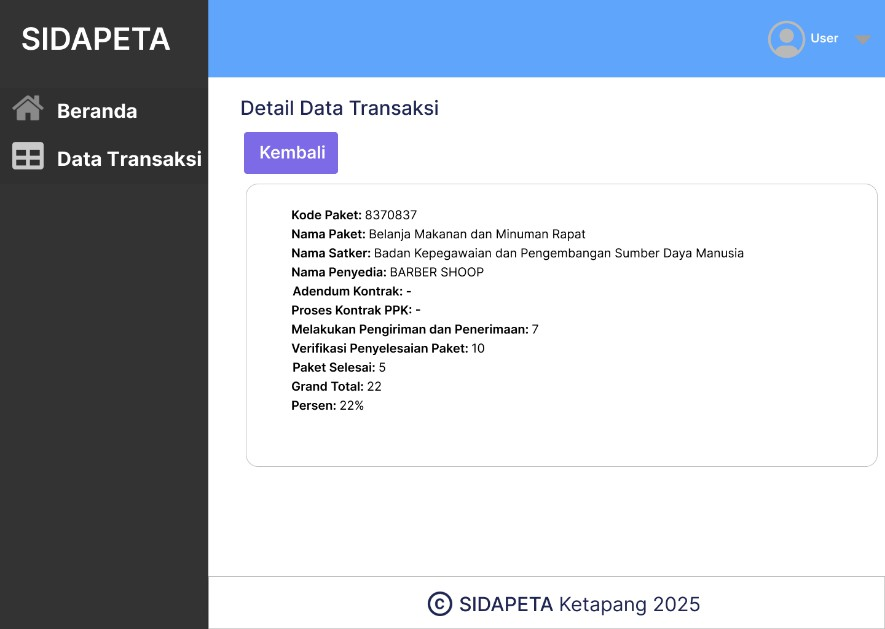 SIDAPETA
User
Beranda
Data Transaksi
Detail Data Transaksi
Kembali
Kode Paket: 8370837
Nama Paket: Belanja Makanan dan Minuman Rapat
Nama Satker: Badan Kepegawaian dan Pengembangan Sumber Daya Manusia
Nama Penyedia: BARBER SHOOP
Adendum Kontrak: -
Proses Kontrak PPK: -
Melakukan Pengiriman dan Penerimaan: 7
Verifikasi Penyelesaian Paket: 10
Paket Selesai: 5
Grand Total: 22
Persen: 22%
© SIDAPETA Ketapang 2025